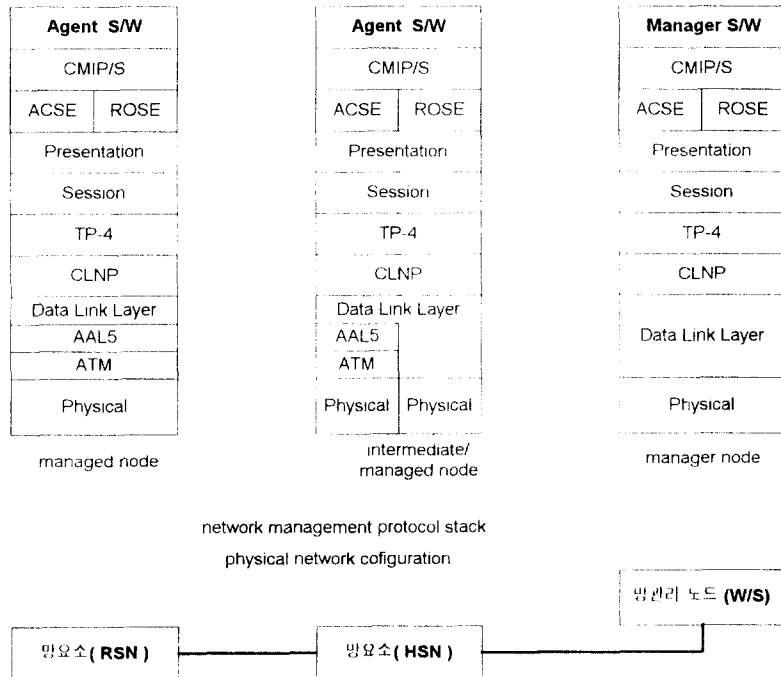 Agent S/W
CMIP/S
ACSE ROSE
Presentation
Session
TP-4
CLNP
Data Link Layer
AAL5
ATM
Physical
managed node
Agent S/W
CMIP/S
ACSE ROSE
Presentation
Session
TP-4
CLNP
Data Link Layer
AAL5
ATM
Physical Physical
intermediate/
managed node
Manager S/W
CMIP/S
ACSE ROSE
Presentation
Session
TP-4
CLNP
Data Link Layer
Physical
manager node
network management protocol stack
physical network cofiguration
망관리 노드 (W/S)
망요소( RSN )
망요소( HSN )